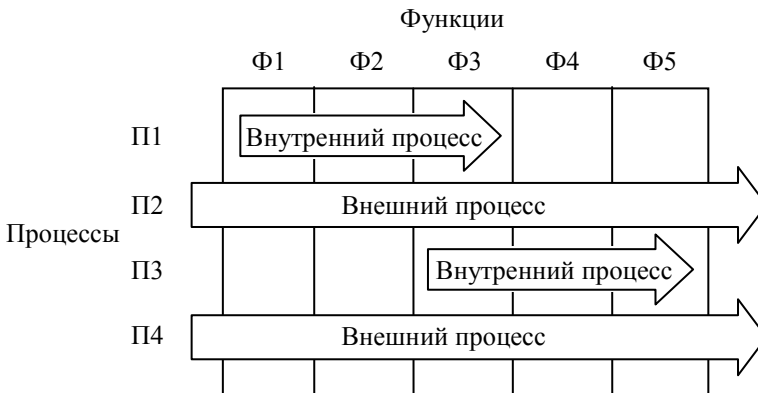 Функции
Ф1 Ф2 Ф3 Ф4 Ф5
П1 Внутренний процесс
П2 Внешний процесс
Процессы
П3 Внутренний процесс
П4 Внешний процесс